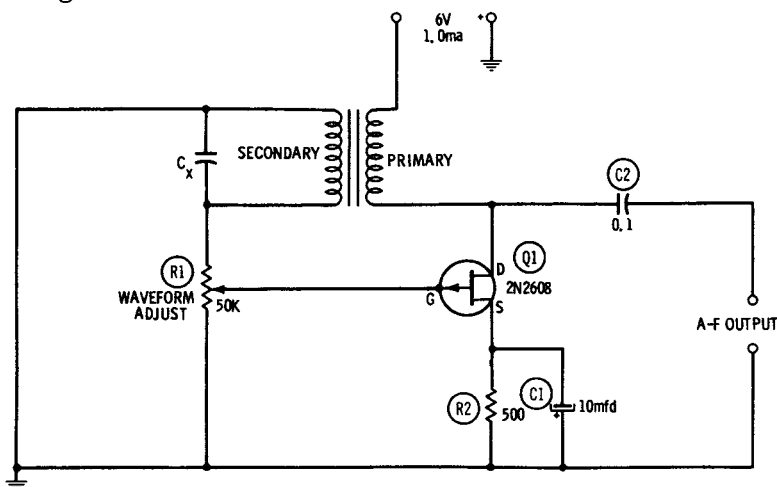 6V
1.0ma
+
SECONDARY
PRIMARY
Cx
C2
0.1
R1
WAVEFORM
ADJUST
50K
Q1
D
G
S
2N2608
A-F OUTPUT
R2
500
C1
+
10mfd